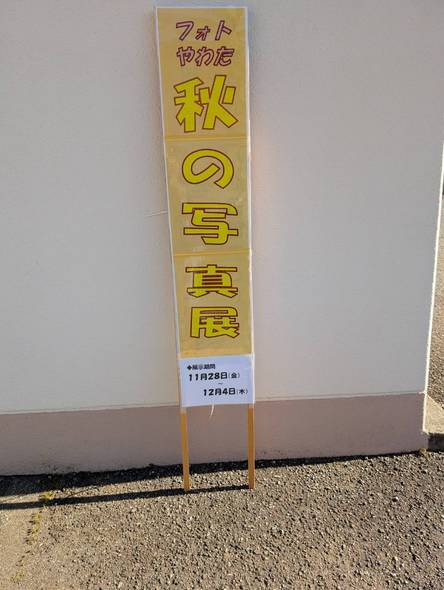 フォト
やわた
秋の写真展
◆展示期間
11月28日(金)
～
12月4日(木)